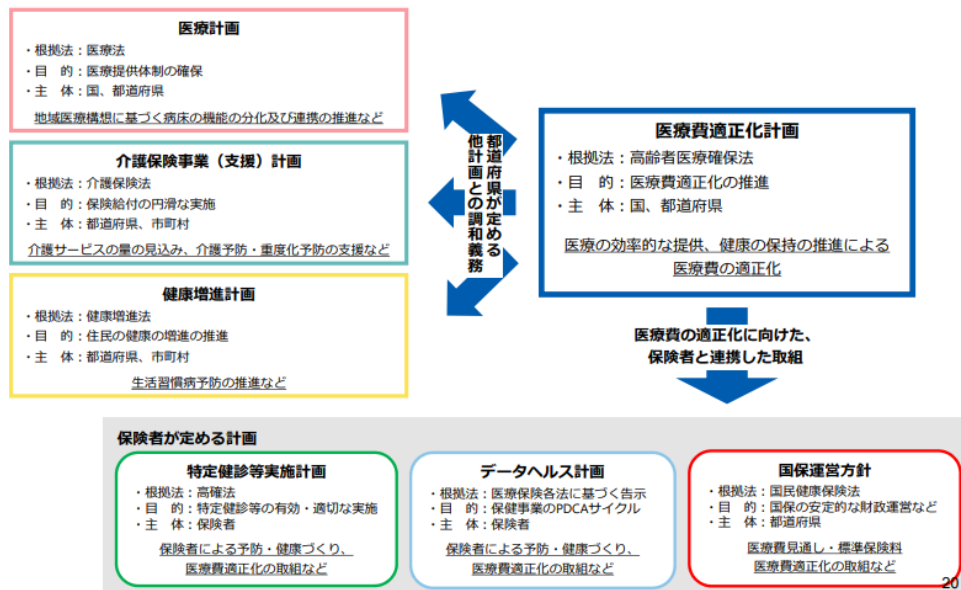 医療計画
・根拠法：医療法
・目　的：医療提供体制の確保
・主　体：国、都道府県
地域医療構想に基づく病床の機能の分化及び連携の推進など
介護保険事業（支援）計画
・根拠法：介護保険法
・目　的：保険給付の円滑な実施
・主　体：都道府県、市町村
介護サービスの量の見込み、介護予防・重度化予防の支援など
健康増進計画
・根拠法：健康増進法
・目　的：住民の健康の増進の推進
・主　体：都道府県、市町村
生活習慣病予防の推進など
都道府県が定める
他計画との調和義務
医療費適正化計画
・根拠法：高齢者医療確保法
・目　的：医療費適正化の推進
・主　体：国、都道府県
医療の効率的な提供、健康の保持の推進による
医療費の適正化
医療費の適正化に向けた、
保険者と連携した取組
保険者が定める計画
特定健診等実施計画
・根拠法：高確法
・目　的：特定健診等の有効・適切な実施
・主　体：保険者
保険者による予防・健康づくり、
医療費適正化の取組など
データヘルス計画
・根拠法：医療保険各法に基づく告示
・目　的：保健事業のPDCAサイクル
・主　体：保険者
保険者による予防・健康づくり、
医療費適正化の取組など
国保運営方針
・根拠法：国民健康保険法
・目　的：国保の安定的な財政運営など
・主　体：都道府県
医療費見通し・標準保険料
医療費適正化の取組など
20